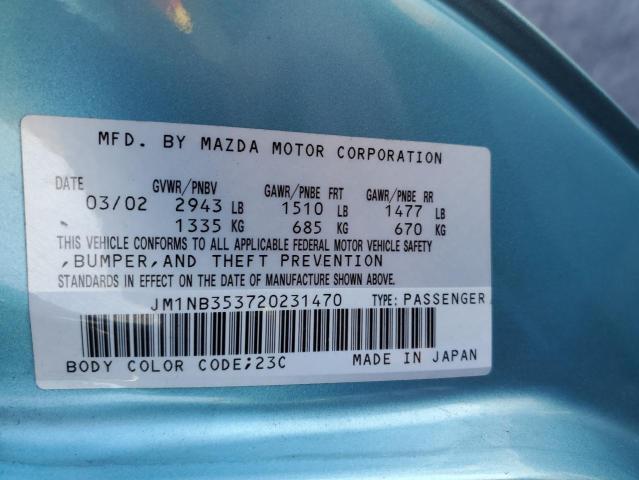 MFD. BY MAZDA MOTOR CORPORATION
DATE GVWR/PNBV GAWR/PNBE FRT GAWR/PNBE RR
03/02 2943 LB 1510 LB 1477 LB
1335 KG 685 KG 670 KG
THIS VEHICLE CONFORMS TO ALL APPLICABLE FEDERAL MOTOR VEHICLE SAFETY
,BUMPER,AND THEFT PREVENTION
STANDARDS IN EFFECT ON THE DATE OF MANUFACTURE SHOWN ABOVE.
JM1NB353720231470 TYPE: PASSENGER
BODY COLOR CODE;23C MADE IN JAPAN